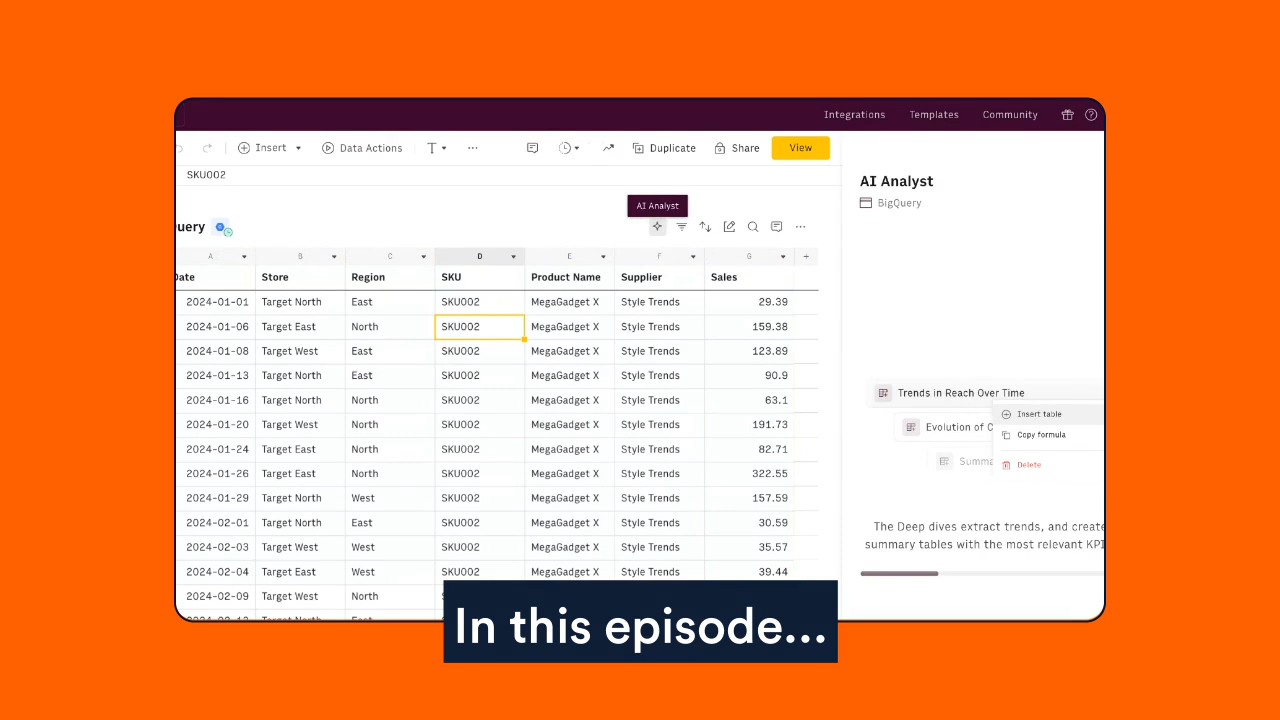 Integrations Templates Community
Insert Data Actions T ... Duplicate Share View
SKU002
AI Analyst
BigQuery
AI Analyst
uery
A B C D E F G +
Date Store Region SKU Product Name Supplier Sales
2024-01-01 Target North East SKU002 MegaGadget X Style Trends 29.39
2024-01-06 Target East North SKU002 MegaGadget X Style Trends 159.38
2024-01-08 Target West East SKU002 MegaGadget X Style Trends 123.89
2024-01-13 Target North East SKU002 MegaGadget X Style Trends 90.9
2024-01-16 Target North North SKU002 MegaGadget X Style Trends 63.1
2024-01-20 Target West North SKU002 MegaGadget X Style Trends 191.73
2024-01-24 Target East North SKU002 MegaGadget X Style Trends 82.71
2024-01-26 Target East North SKU002 MegaGadget X Style Trends 322.55
2024-01-29 Target North West SKU002 MegaGadget X Style Trends 157.59
2024-02-01 Target North East SKU002 MegaGadget X Style Trends 30.59
2024-02-03 Target West West SKU002 MegaGadget X Style Trends 35.57
2024-02-04 Target East West SKU002 MegaGadget X Style Trends 39.44
2024-02-09 Target West North
Trends in Reach Over Time
Insert table
Evolution of C
Copy formula
Summa
Delete
The Deep dives extract trends, and create
summary tables with the most relevant KPI
In this episode...